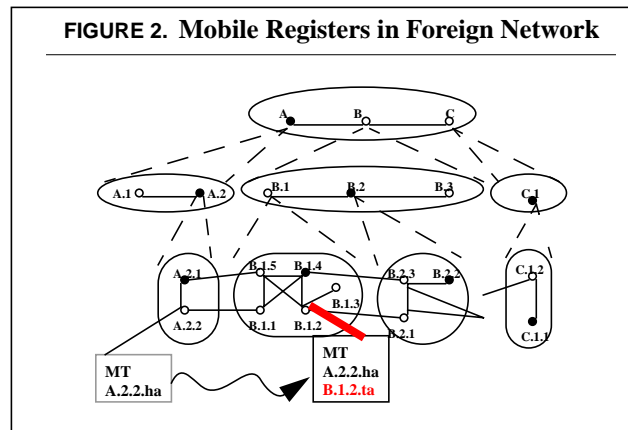 FIGURE 2. Mobile Registers in Foreign Network
A B C
A.1 A.2 B.1 B.2 B.3 C.1
A.2.1 B.1.5 B.1.4 B.2.3 B.2.2 C.1.2
B.1.3
A.2.2 B.1.1 B.1.2 B.2.1 C.1.1
MT
A.2.2.ha
MT
A.2.2.ha
B.1.2.ta